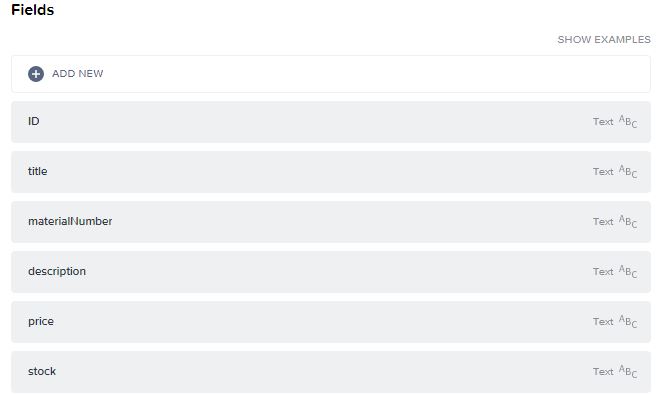 Fields
SHOW EXAMPLES
ADD NEW
ID Text ABC
title Text ABC
materialNumber Text ABC
description Text ABC
price Text ABC
stock Text ABC